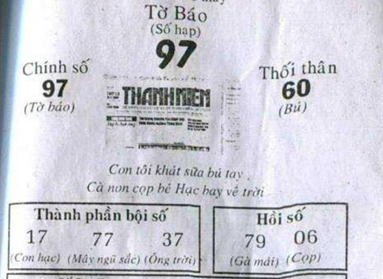 Tờ Báo
(Số hạp)
97
Chính số
97
(Tờ báo)
THANH NIÊN
Thối thân
60
(Bú)
Con tôi khát sữa bú tay
Cà non cọp bẻ Hạc bay về trời
Thành phần bội số
17 77 37
(Con hạc) (Mây ngũ sắc) (Ông trời)
Hồi số
79 06
(Gà mái) (Cọp)